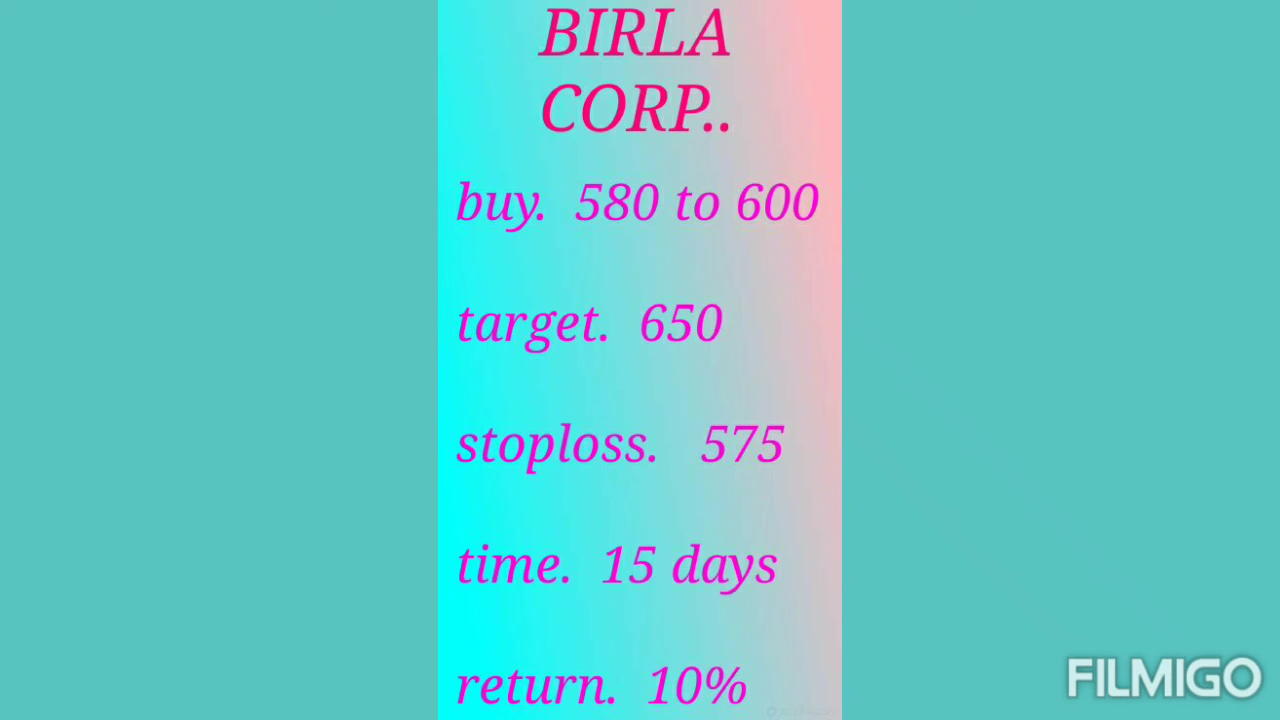 BIRLA
CORP..
buy. 580 to 600
target. 650
stoploss. 575
time. 15 days
return. 10%
FILMIGO